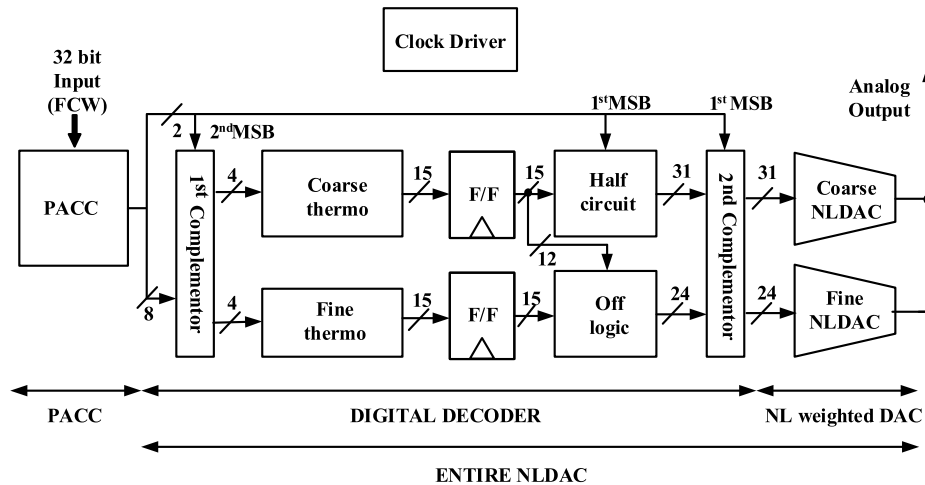 Clock Driver
32 bit
Input
(FCW)
1st MSB
1st MSB
Analog
Output
2
2nd MSB
PACC
1st Complementor
4
Coarse
thermo
15
F/F
15
Half
circuit
31
2nd Complementor
31
Coarse
NLDAC
12
8
4
Fine
thermo
15
F/F
15
Off
logic
24
24
Fine
NLDAC
PACC
DIGITAL DECODER
NL weighted DAC
ENTIRE NLDAC